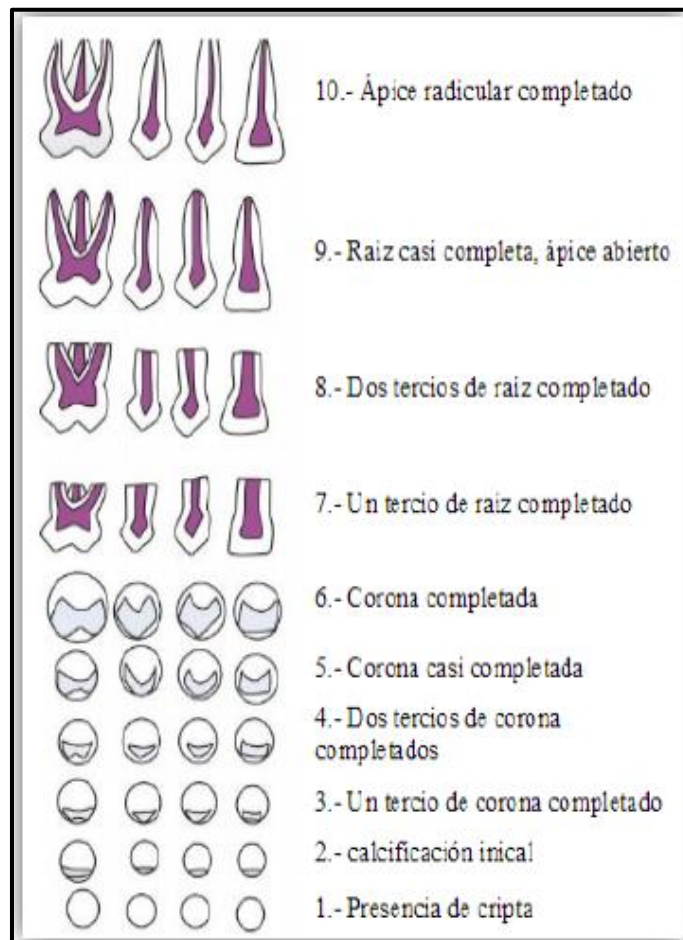 10.- Ápice radicular completado
9.- Raiz casi completa, ápice abierto
8.- Dos tercios de raiz completado
7.- Un tercio de raiz completado
6.- Corona completada
5.- Corona casi completada
4.- Dos tercios de corona
completados
3.- Un tercio de corona completado
2.- calcificación inical
1.- Presencia de cripta